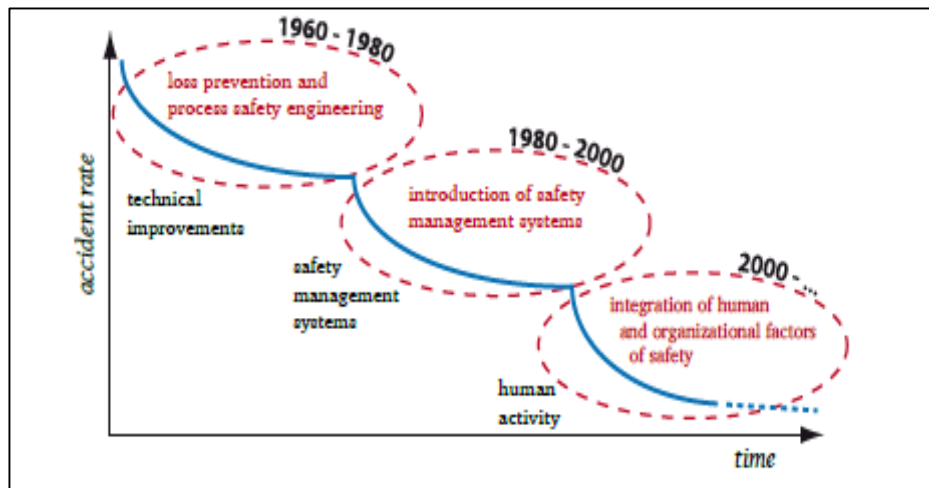 1960 - 1980
loss prevention and
process safety engineering
1980 - 2000
technical
improvements
introduction of safety
management systems
accident rate
safety
management
systems
2000 - ...
integration of human
and organizational factors
of safety
human
activity
time